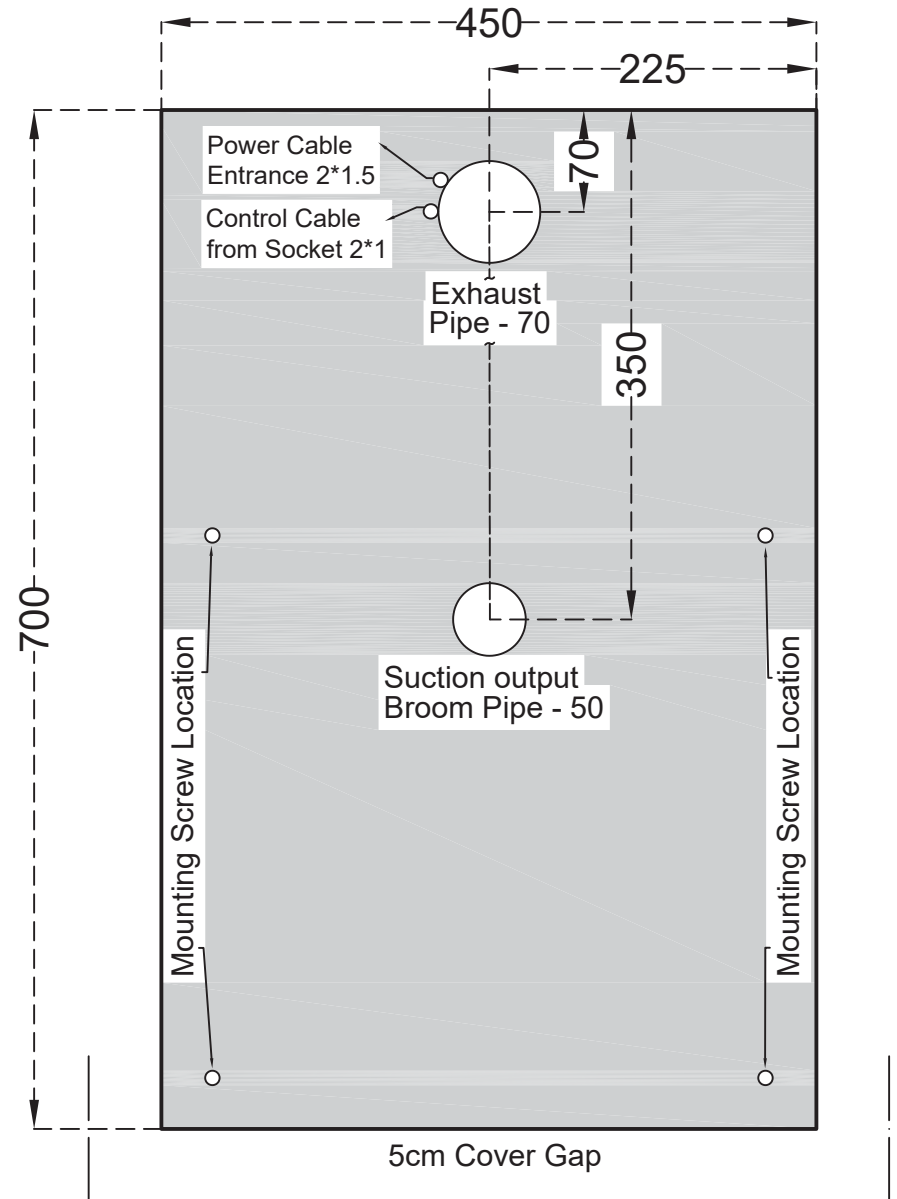 450
225
Power Cable
Entrance 2*1.5
70
Control Cable
from Socket 2*1
Exhaust
Pipe - 70
350
700
Suction output
Broom Pipe - 50
Mounting Screw Location
Mounting Screw Location
5cm Cover Gap